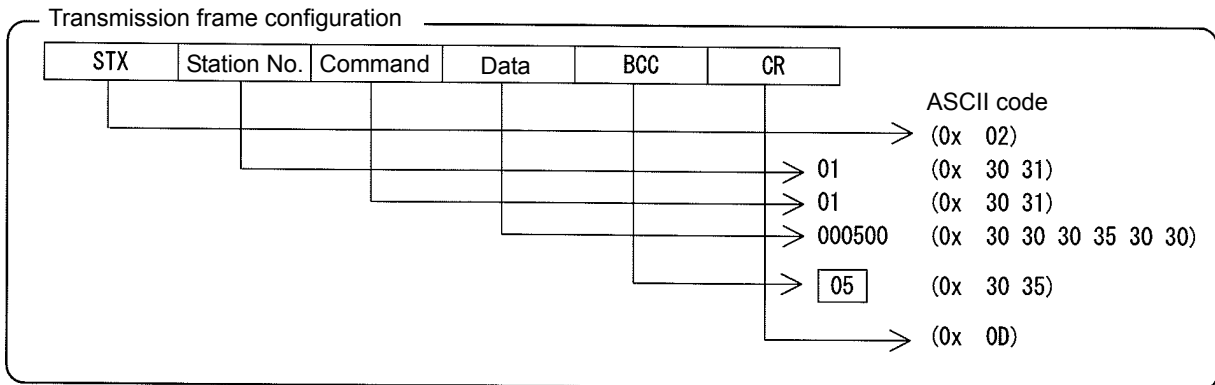 Transmission frame configuration
STX Station No. Command Data BCC CR
ASCII code
(0x 02)
01 (0x 30 31)
01 (0x 30 31)
000500 (0x 30 30 30 35 30 30)
05 (0x 30 35)
(0x 0D)